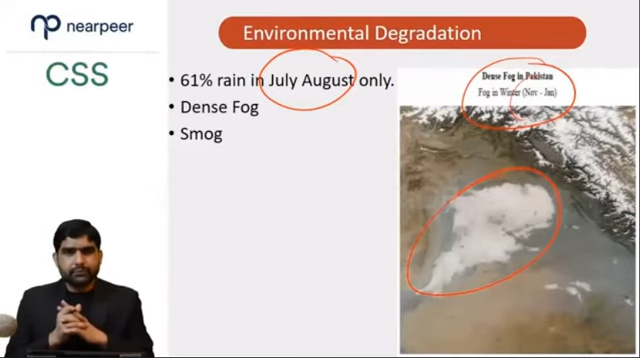 nearpeer
CSS
Environmental Degradation
• 61% rain in July August only.
• Dense Fog
• Smog
Dense Fog in Pakistan
Fog in Winter (Nov - Jan)